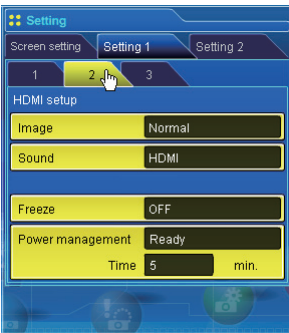 Setting
Screen setting Setting 1 Setting 2
1 2 3
HDMI setup
Image Normal
Sound HDMI
Freeze OFF
Power management Ready
Time 5 min.